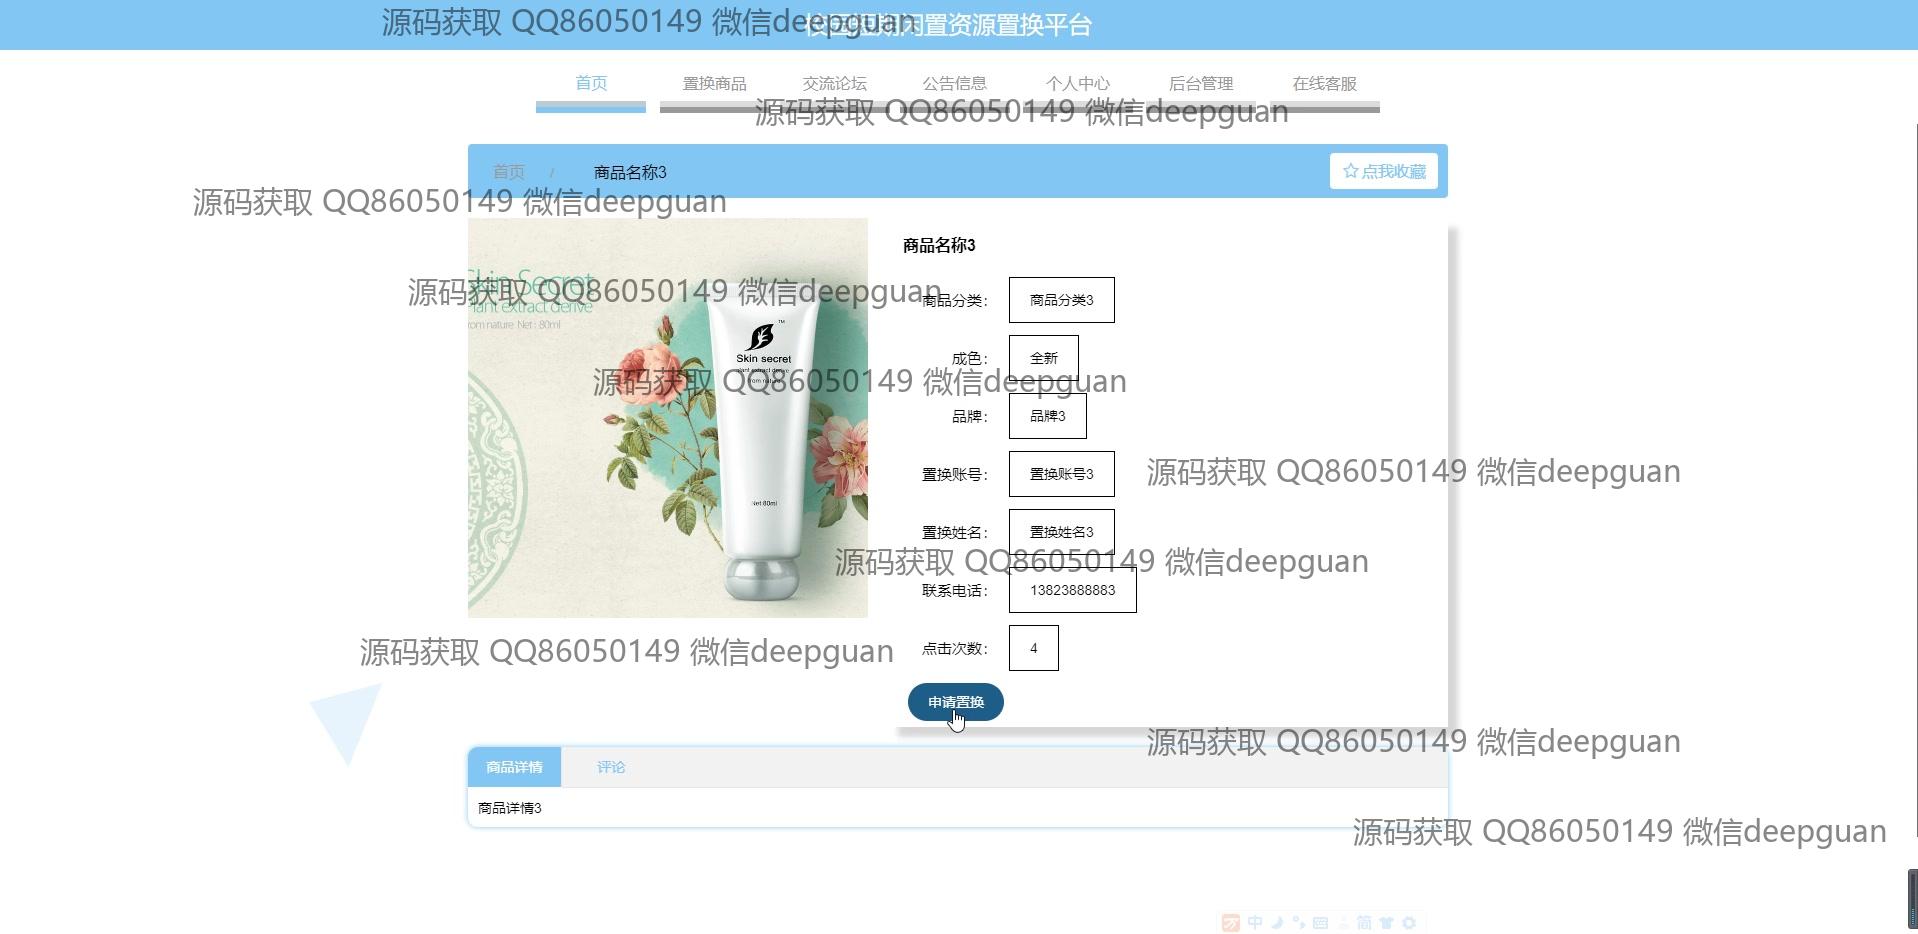 源码获取 QQ86050149 微信deepguan
校园短期闲置资源置换平台
首页 置换商品 交流论坛 公告信息 个人中心 后台管理 在线客服
源码获取 QQ86050149 微信deepguan
首页 / 商品名称3
☆点我收藏
源码获取 QQ86050149 微信deepguan
商品名称3
Skin Secret
源码获取 QQ86050149 微信deepguan
商品分类： 商品分类3
Plant extract derive
from nature Net : 80ml
Skin secret
plant extract derive
from nature
成色： 全新
源码获取 QQ86050149 微信deepguan
品牌： 品牌3
置换账号： 置换账号3
源码获取 QQ86050149 微信deepguan
Net 80ml
置换姓名： 置换姓名3
源码获取 QQ86050149 微信deepguan
联系电话： 13823888883
点击次数： 4
源码获取 QQ86050149 微信deepguan
申请置换
源码获取 QQ86050149 微信deepguan
商品详情 评论
商品详情3
源码获取 QQ86050149 微信deepguan
中 简